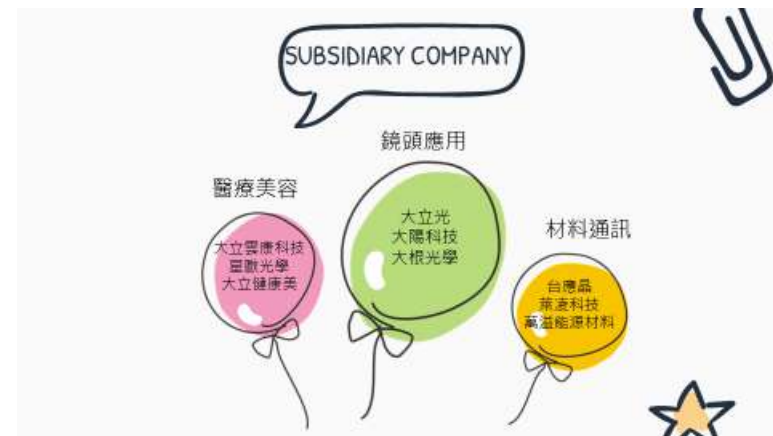 SUBSIDIARY COMPANY
鏡頭應用
醫療美容
大立光
大陽科技
大根光學
材料通訊
大立雲康科技
星歐光學
大立健康美
台應晶
萊凌科技
萬溢能源材料